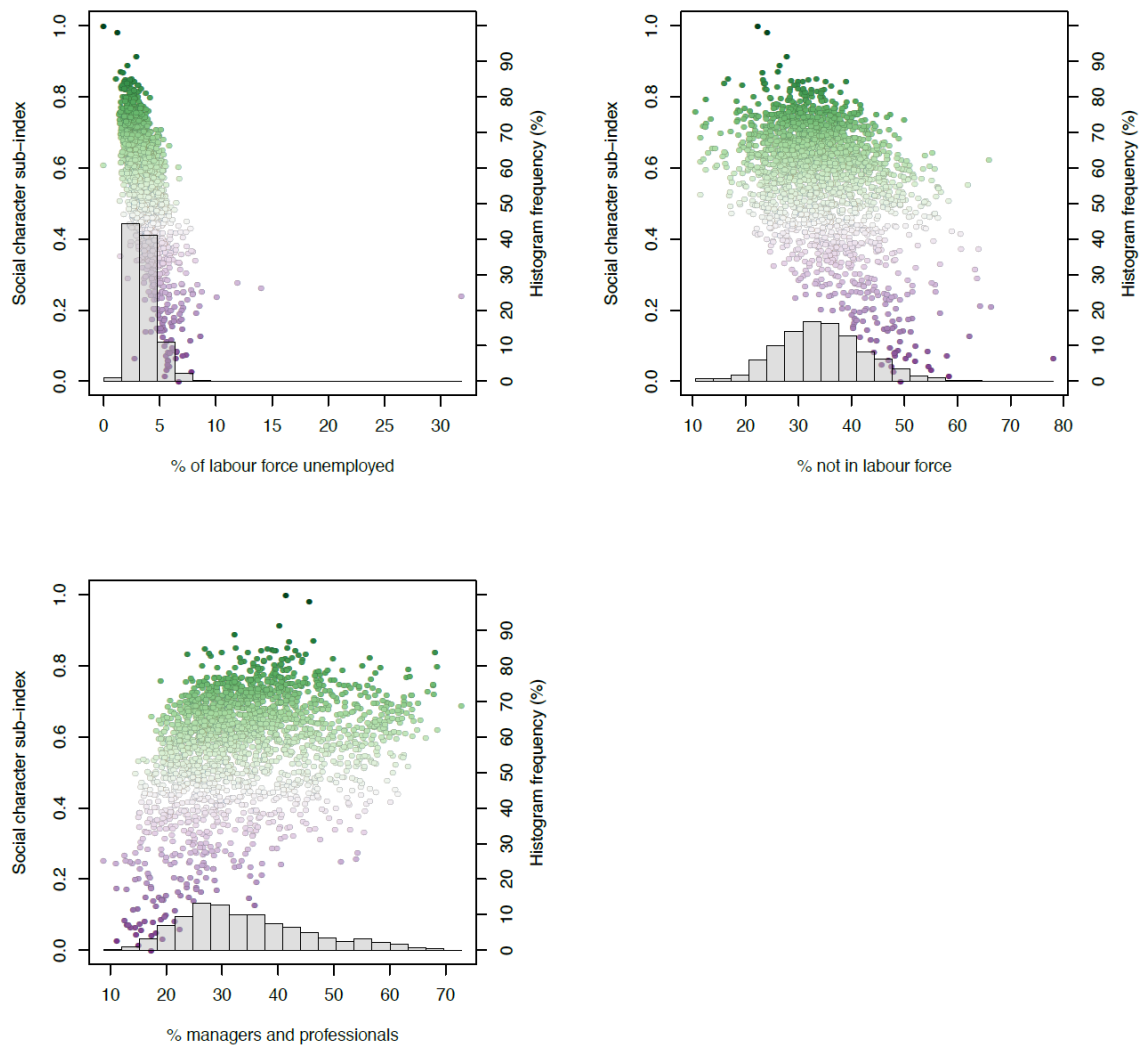 Social character sub−index
0.0 0.2 0.4 0.6 0.8 1.0
Histogram frequency (%)
0 10 20 30 40 50 60 70 80 90
0 5 10 15 20 25 30
% of labour force unemployed
Social character sub−index
0.0 0.2 0.4 0.6 0.8 1.0
Histogram frequency (%)
0 10 20 30 40 50 60 70 80 90
10 20 30 40 50 60 70 80
% not in labour force
Social character sub−index
0.0 0.2 0.4 0.6 0.8 1.0
Histogram frequency (%)
0 10 20 30 40 50 60 70 80 90
10 20 30 40 50 60 70
% managers and professionals